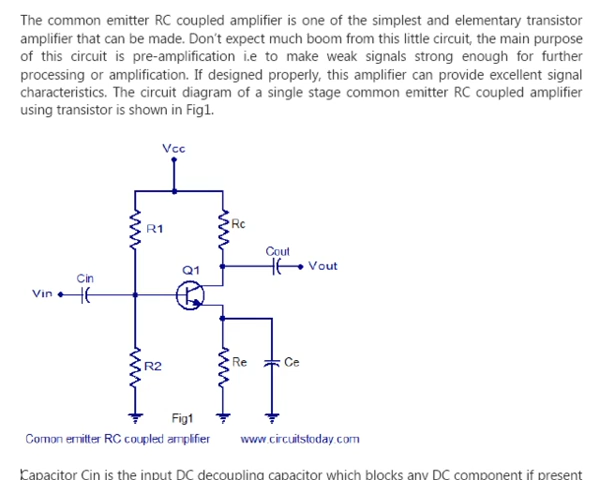 The common emitter RC coupled amplifier is one of the simplest and elementary transistor
amplifier that can be made. Don't expect much boom from this little circuit, the main purpose
of this circuit is pre-amplification i.e to make weak signals strong enough for further
processing or amplification. If designed properly, this amplifier can provide excellent signal
characteristics. The circuit diagram of a single stage common emitter RC coupled amplifier
using transistor is shown in Fig1.
Vcc
R1
Rc
Cout
Vout
Q1
Cin
Vin
R2
Re
Ce
Fig1
Comon emitter RC coupled amplifier
www.circuitstoday.com
Capacitor Cin is the input DC decoupling capacitor which blocks any DC component if present